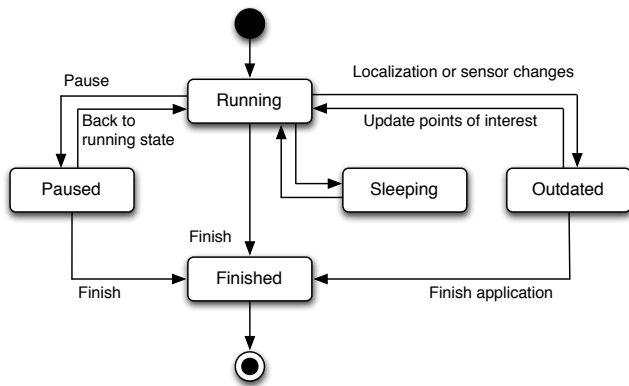 Pause
Localization or sensor changes
Running
Back to
running state
Update points of interest
Paused
Sleeping
Outdated
Finish
Finished
Finish
Finish application